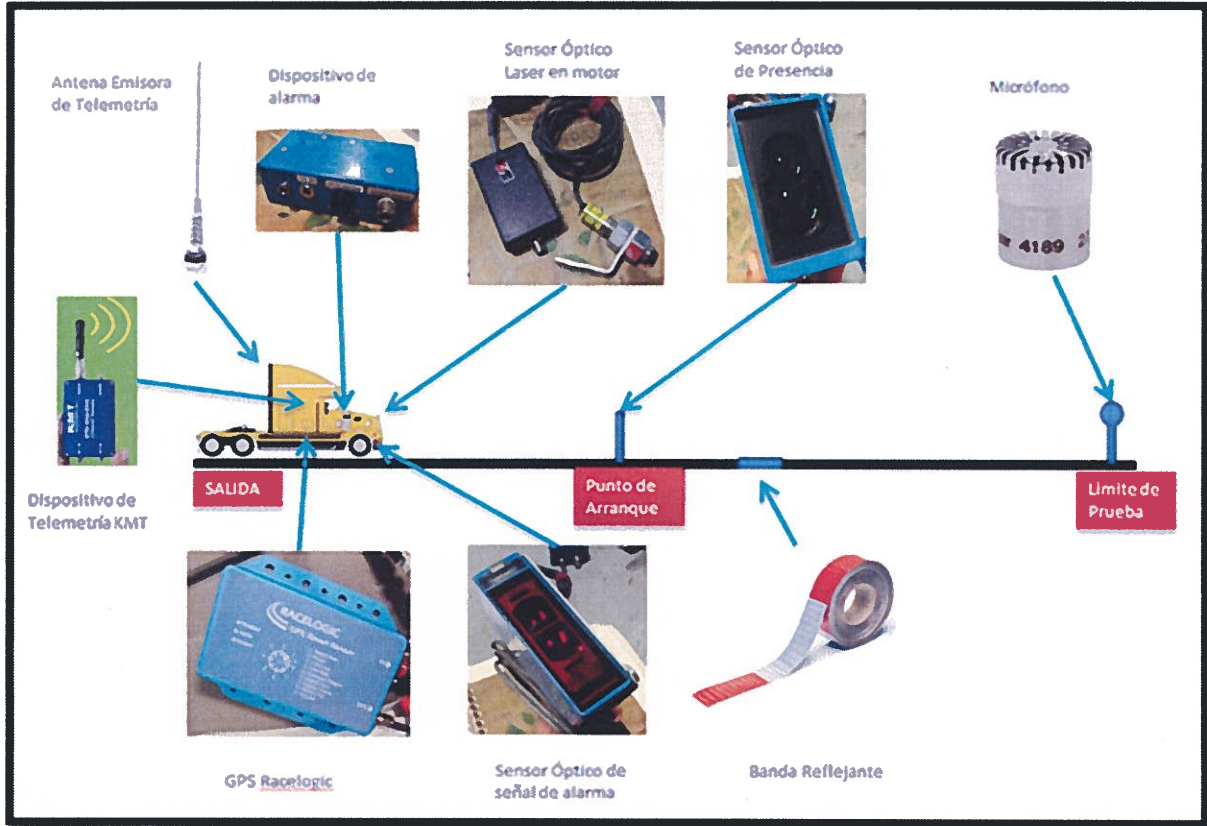 Antena Emisora
de Telemetría
Dispositivo de
alarma
Sensor Óptico
Laser en motor
Sensor Óptico
de Presencia
Micrófono
4189
KMT
SALIDA
Punto de
Arranque
Limite de
Prueba
Dispositivo de
Telemetría KMT
RACELOGIC
GPS Racelogic
Sensor Óptico de
señal de alarma
Banda Reflejante